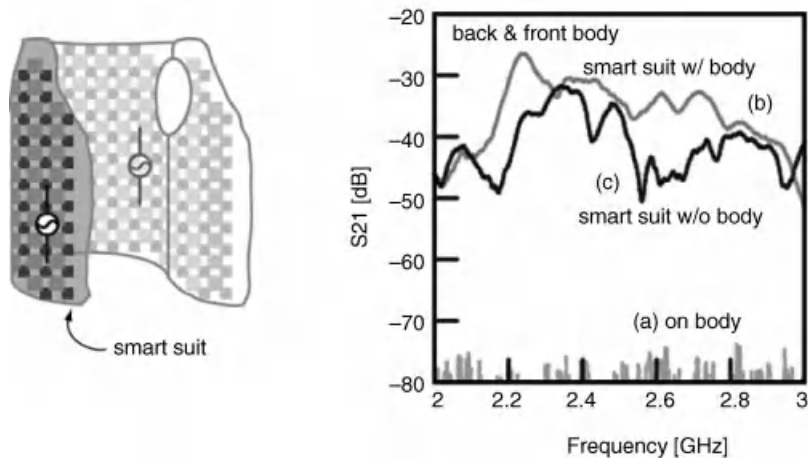 smart suit
back & front body
smart suit w/ body
(b)
(c)
smart suit w/o body
(a) on body
S21 [dB]
–20
–30
–40
–50
–60
–70
–80
2 2.2 2.4 2.6 2.8 3
Frequency [GHz]